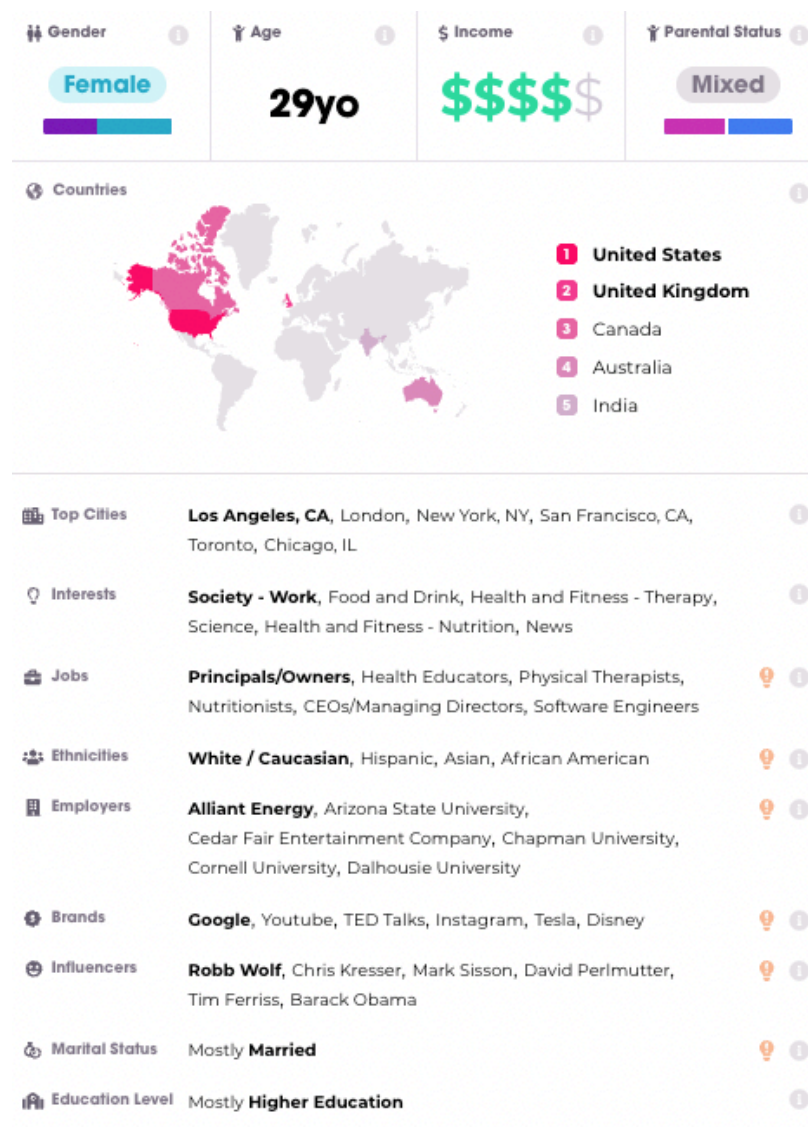 Gender
Age
$ Income
Parental Status
Female
29yo
$$$$$
Mixed
Countries
1 United States
2 United Kingdom
3 Canada
4 Australia
5 India
Top Cities
Los Angeles, CA, London, New York, NY, San Francisco, CA,
Toronto, Chicago, IL
Interests
Society - Work, Food and Drink, Health and Fitness - Therapy,
Science, Health and Fitness - Nutrition, News
Jobs
Principals/Owners, Health Educators, Physical Therapists,
Nutritionists, CEOs/Managing Directors, Software Engineers
Ethnicities
White / Caucasian, Hispanic, Asian, African American
Employers
Alliant Energy, Arizona State University,
Cedar Fair Entertainment Company, Chapman University,
Cornell University, Dalhousie University
Brands
Google, Youtube, TED Talks, Instagram, Tesla, Disney
Influencers
Robb Wolf, Chris Kresser, Mark Sisson, David Perlmutter,
Tim Ferriss, Barack Obama
Marital Status
Mostly Married
Education Level
Mostly Higher Education